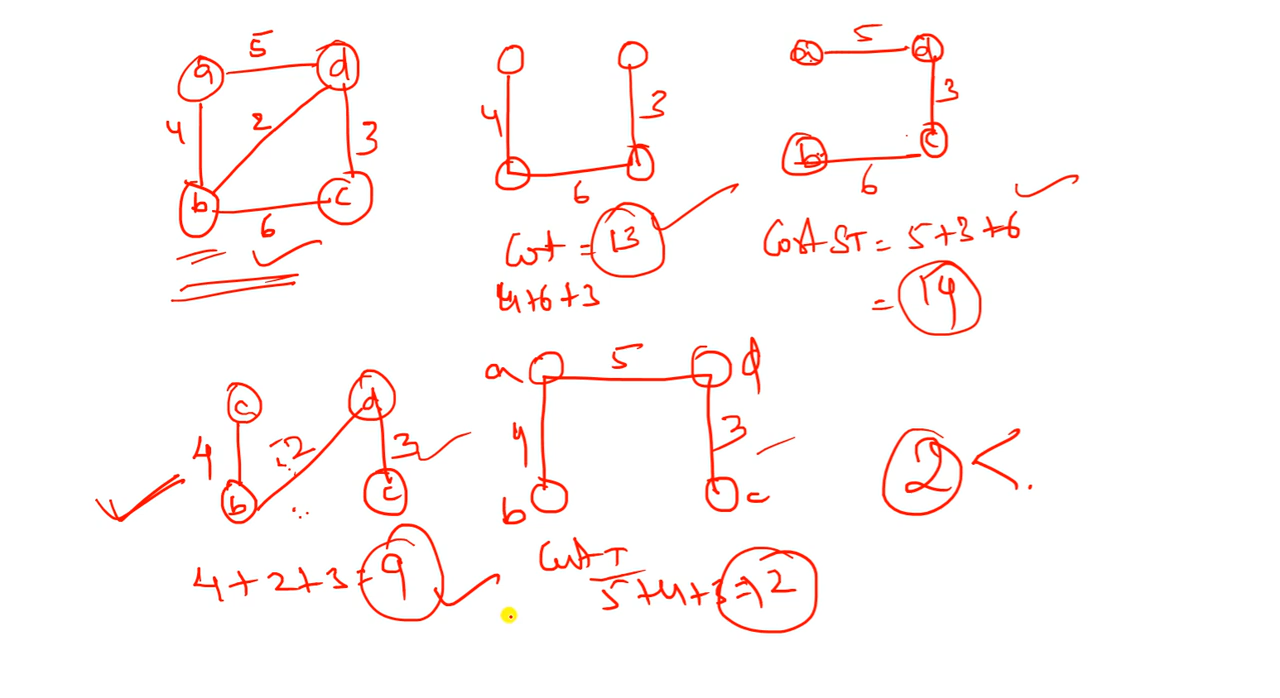 5
a d
4 2 3
b c
6
4 3
6
Cost = 13
4+6+3
a 5 d
3
b c
6
Cost ST = 5+3+6
= 14
a d
4 2 3
b c
4+2+3=9
a 5 d
4 3
b c
Cost T
5+4+3=12
2 <